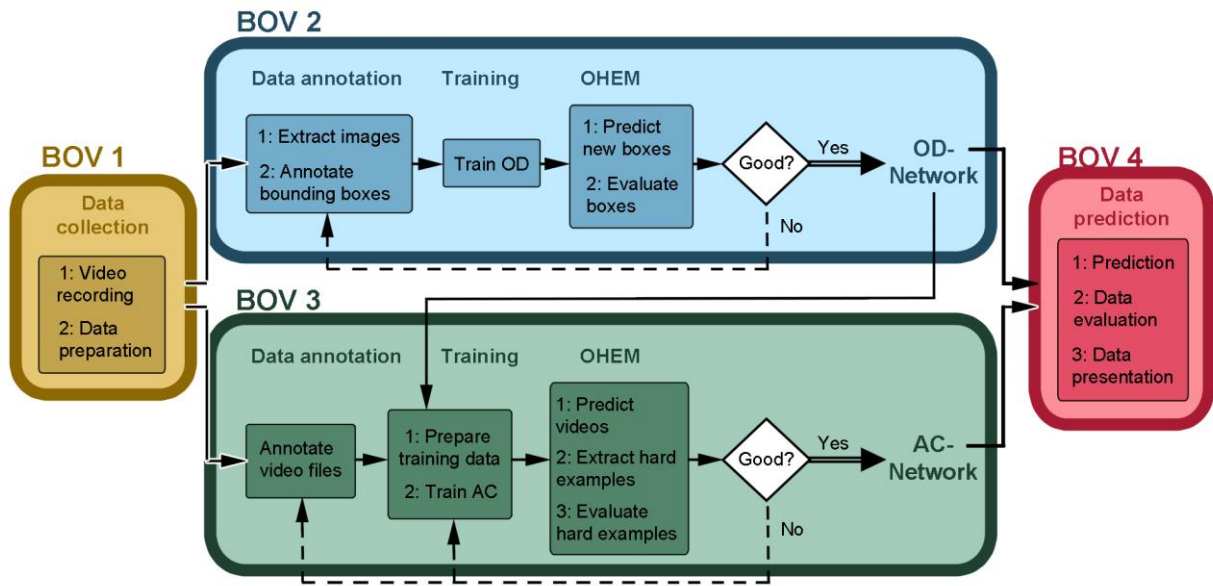 BOV 1
Data
collection
1: Video
recording
2: Data
preparation
BOV 2
Data annotation
Training
OHEM
1: Extract images
2: Annotate
bounding boxes
Train OD
1: Predict
new boxes
2: Evaluate
boxes
Good?
Yes
No
OD-
Network
BOV 3
Data annotation
Training
OHEM
Annotate
video files
1: Prepare
training data
2: Train AC
1: Predict
videos
2: Extract hard
examples
3: Evaluate
hard examples
Good?
Yes
No
AC-
Network
BOV 4
Data
prediction
1: Prediction
2: Data
evaluation
3: Data
presentation